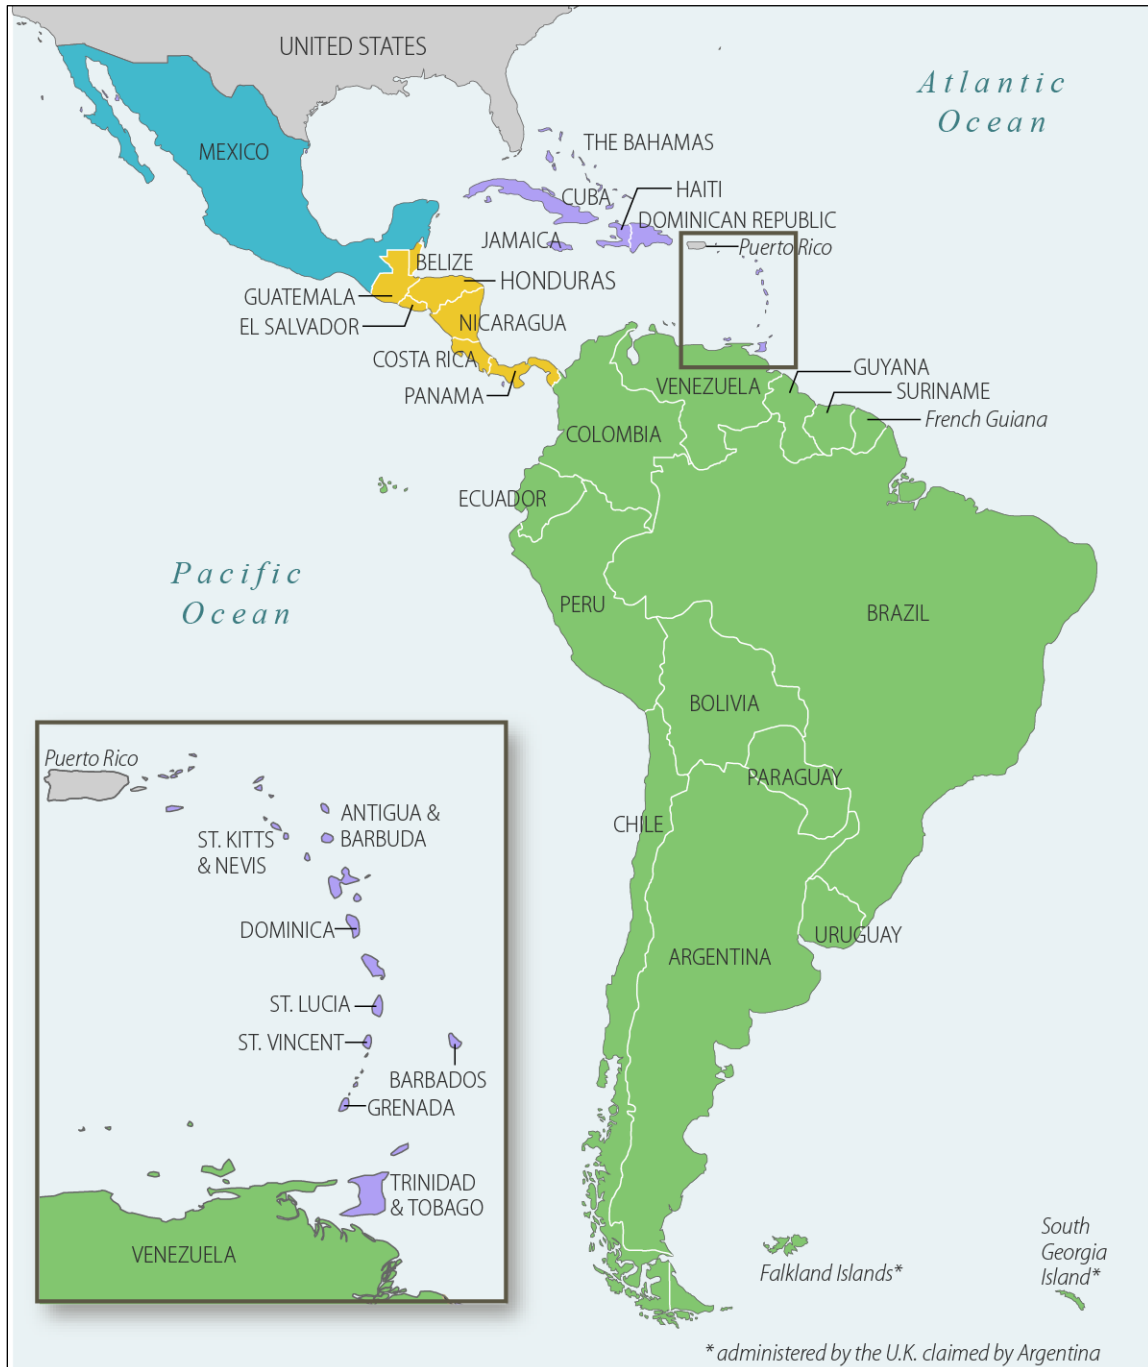 UNITED STATES
Atlantic
Ocean
MEXICO
THE BAHAMAS
CUBA
HAITI
DOMINICAN REPUBLIC
JAMAICA
Puerto Rico
BELIZE
HONDURAS
GUATEMALA
EL SALVADOR
NICARAGUA
COSTA RICA
PANAMA
VENEZUELA
GUYANA
SURINAME
French Guiana
COLOMBIA
ECUADOR
Pacific
Ocean
PERU
BRAZIL
BOLIVIA
PARAGUAY
CHILE
URUGUAY
ARGENTINA
Puerto Rico
ANTIGUA &
BARBUDA
ST. KITTS
& NEVIS
DOMINICA
ST. LUCIA
ST. VINCENT
BARBADOS
GRENADA
TRINIDAD
& TOBAGO
VENEZUELA
Falkland Islands*
South
Georgia
Island*
* administered by the U.K. claimed by Argentina